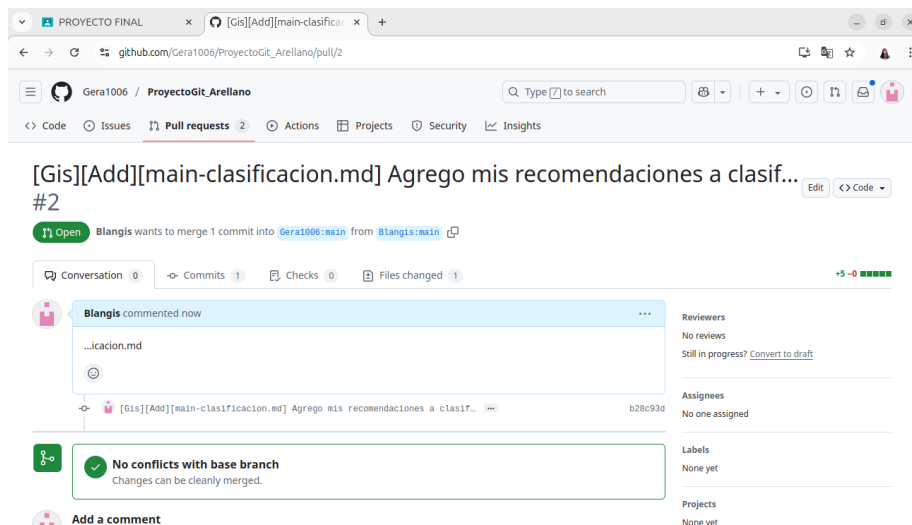 PROYECTO FINAL
[Gis][Add][main-clasificac
github.com/Gera1006/ProyectoGit_Arellano/pull/2
Gera1006 / ProyectoGit_Arellano
Type / to search
<> Code Issues Pull requests 2 Actions Projects Security Insights
[Gis][Add][main-clasificacion.md] Agrego mis recomendaciones a clasif...
#2
Edit
<> Code
Open Blangis wants to merge 1 commit into Gera1006:main from Blangis:main
Conversation 0 Commits 1 Checks 0 Files changed 1
+5 −0
Blangis commented now
...icacion.md
[Gis][Add][main-clasificacion.md] Agrego mis recomendaciones a clasif… b28c93d
No conflicts with base branch
Changes can be cleanly merged.
Add a comment
Reviewers
No reviews
Still in progress? Convert to draft
Assignees
No one assigned
Labels
None yet
Projects
None yet